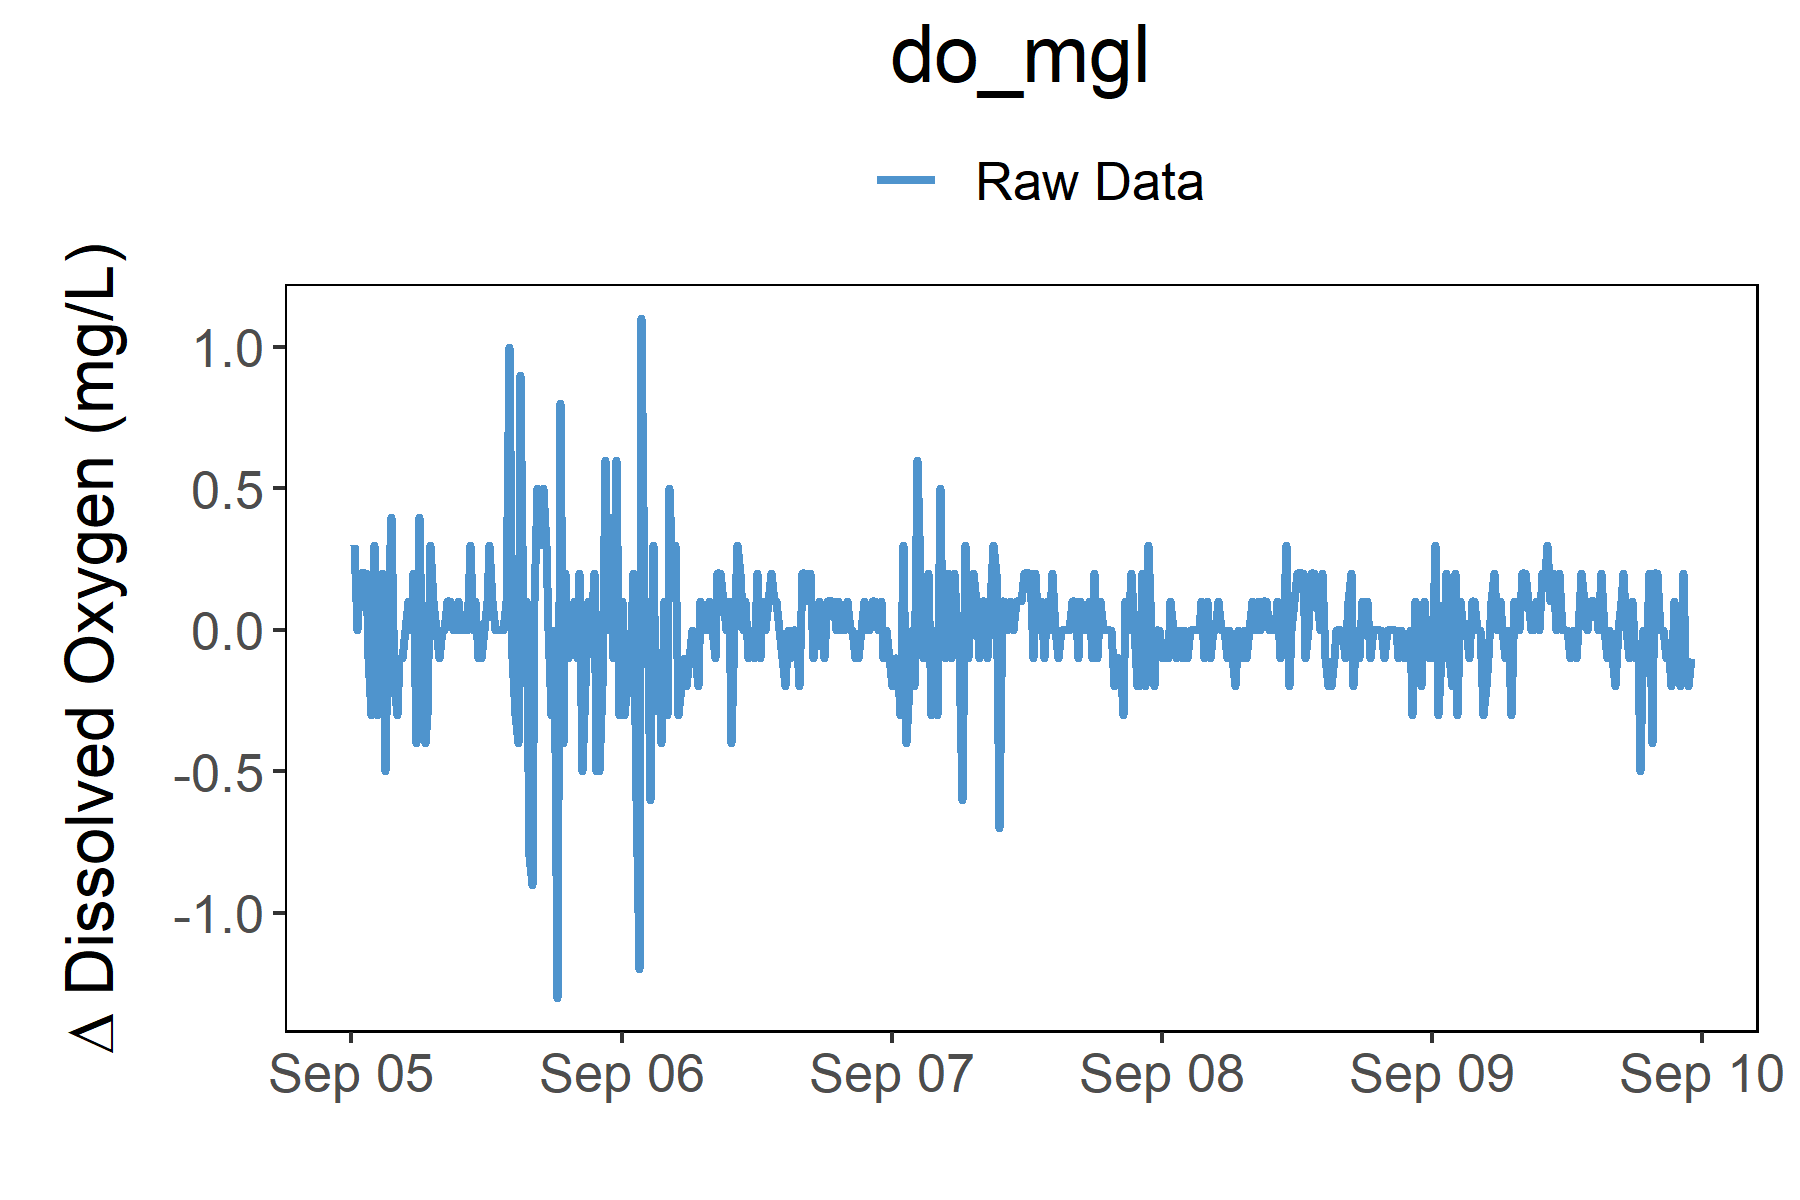 do_mgl
Raw Data
Δ Dissolved Oxygen (mg/L)
1.0
0.5
0.0
-0.5
-1.0
Sep 05 Sep 06 Sep 07 Sep 08 Sep 09 Sep 10